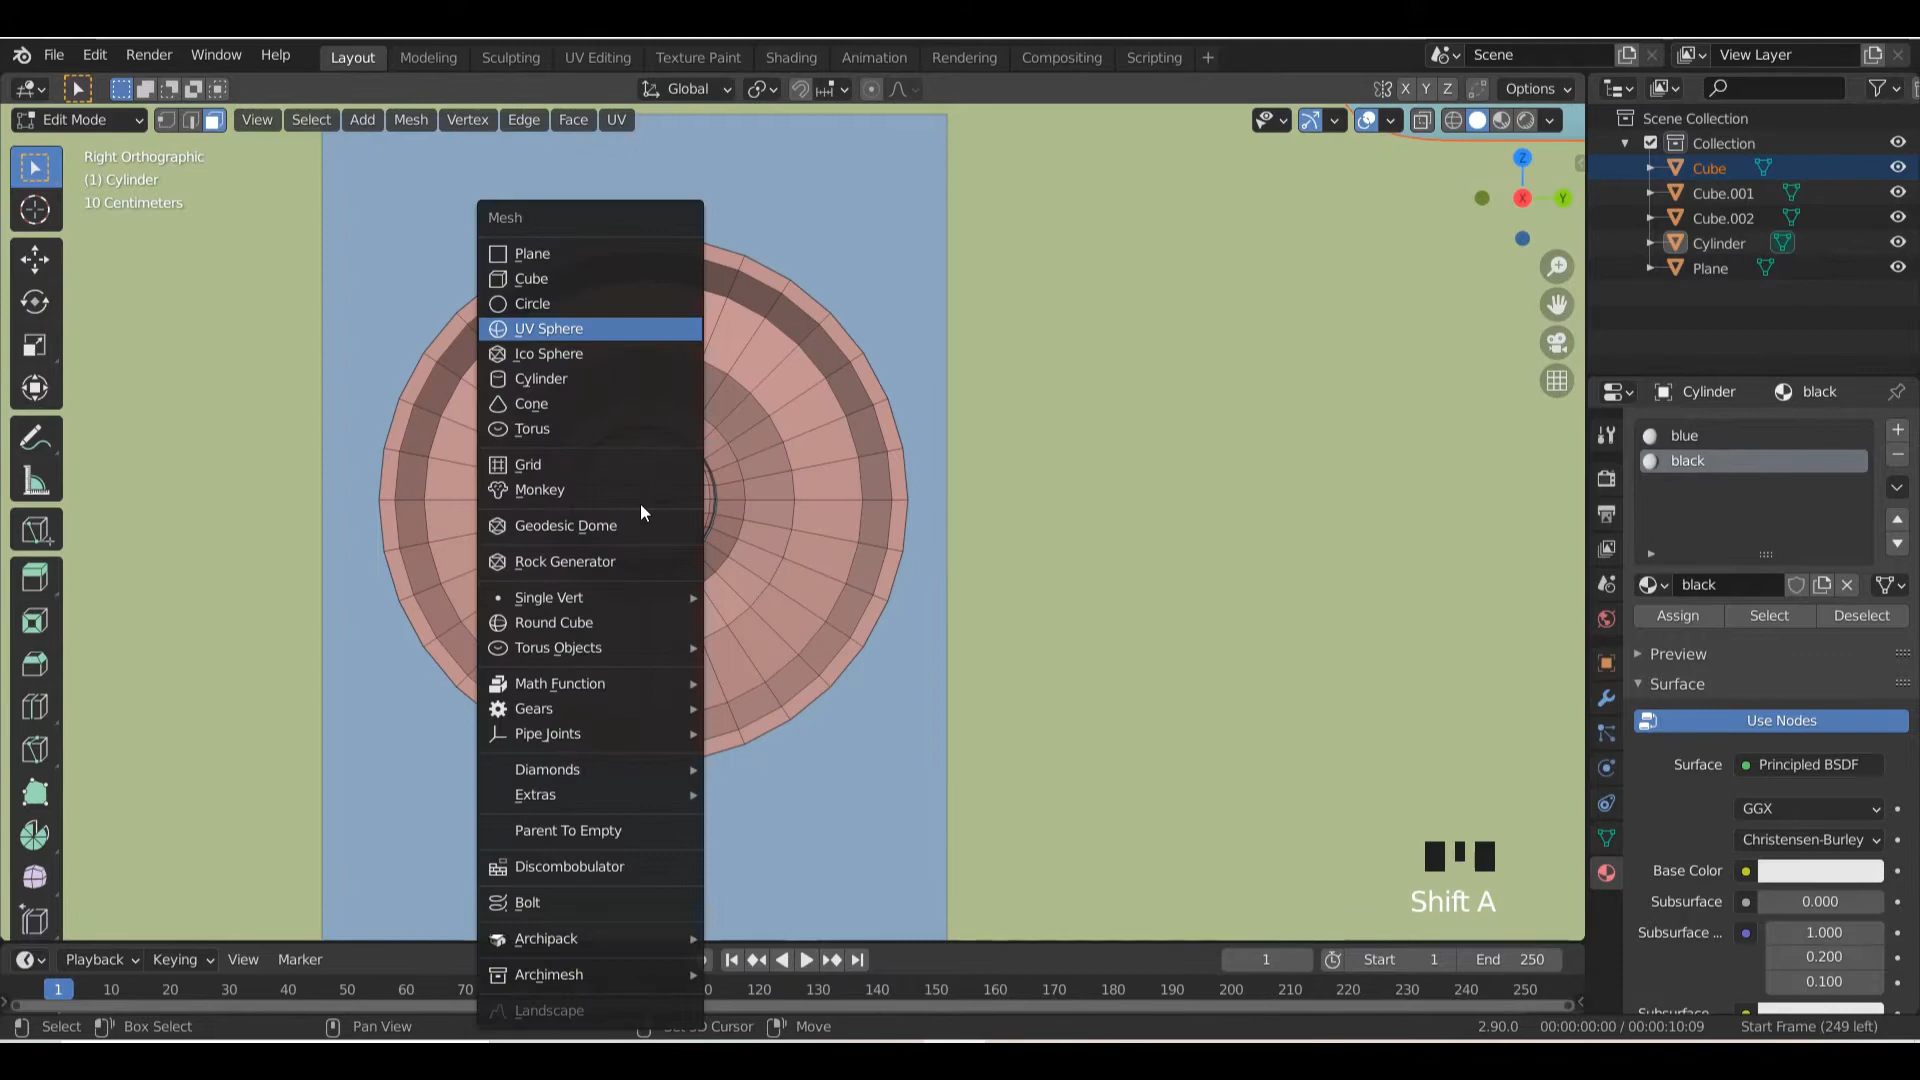 File Edit Render Window Help Layout Modeling Sculpting UV Editing Texture Paint Shading Animation Rendering Compositing Scripting + Scene View Layer
Global X Y Z Options
Edit Mode View Select Add Mesh Vertex Edge Face UV
Right Orthographic
(1) Cylinder
10 Centimeters
Mesh
Plane
Cube
Circle
UV Sphere
Ico Sphere
Cylinder
Cone
Torus
Grid
Monkey
Geodesic Dome
Rock Generator
Single Vert
Round Cube
Torus Objects
Math Function
Gears
Pipe Joints
Diamonds
Extras
Parent To Empty
Discombobulator
Bolt
Archipack
Archimesh
Landscape
Z
X
Y
Shift A
Scene Collection
Collection
Cube
Cube.001
Cube.002
Cylinder
Plane
Cylinder black
blue
black
black
Assign Select Deselect
Preview
Surface
Use Nodes
Surface Principled BSDF
GGX
Christensen-Burley
Base Color
Subsurface 0.000
Subsurface ... 1.000
0.200
0.100
Playback Keying View Marker 1 Start 1 End 250
1 10 20 30 40 50 60 70 120 130 140 150 160 170 180 190 200 210 220 230 240 250
Select Box Select Pan View Cursor Move 2.90.0 00:00:00:00 / 00:00:10:09 Start Frame (249 left)